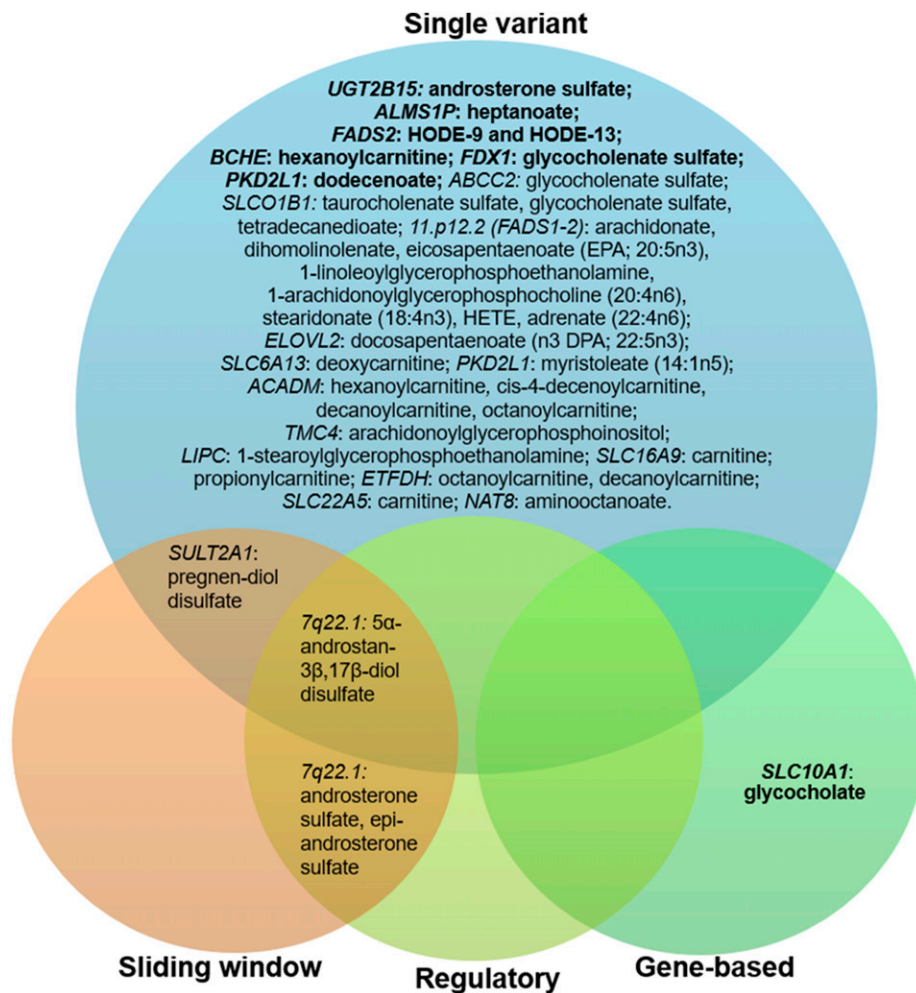 Single variant
UGT2B15: androsterone sulfate;
ALMS1P: heptanoate;
FADS2: HODE-9 and HODE-13;
BCHE: hexanoylcarnitine; FDX1: glycocholenate sulfate;
PKD2L1: dodecenoate; ABCC2: glycocholenate sulfate;
SLCO1B1: taurocholenate sulfate, glycocholenate sulfate,
tetradecanedioate; 11.p12.2 (FADS1-2): arachidonate,
dihomolinolenate, eicosapentaenoate (EPA; 20:5n3),
1-linoleoylglycerophosphoethanolamine,
1-arachidonoylglycerophosphocholine (20:4n6),
stearidonate (18:4n3), HETE, adrenate (22:4n6);
ELOVL2: docosapentaenoate (n3 DPA; 22:5n3);
SLC6A13: deoxycarnitine; PKD2L1: myristoleate (14:1n5);
ACADM: hexanoylcarnitine, cis-4-decenoylcarnitine,
decanoylcarnitine, octanoylcarnitine;
TMC4: arachidonoylglycerophosphoinositol;
LIPC: 1-stearoylglycerophosphoethanolamine; SLC16A9: carnitine;
propionylcarnitine; ETFDH: octanoylcarnitine, decanoylcarnitine;
SLC22A5: carnitine; NAT8: aminooctanoate.
SULT2A1:
pregnen-diol
disulfate
7q22.1: 5α-
androstan-
3β,17β-diol
disulfate
7q22.1:
androsterone
sulfate, epi-
androsterone
sulfate
SLC10A1:
glycocholate
Sliding window
Regulatory
Gene-based